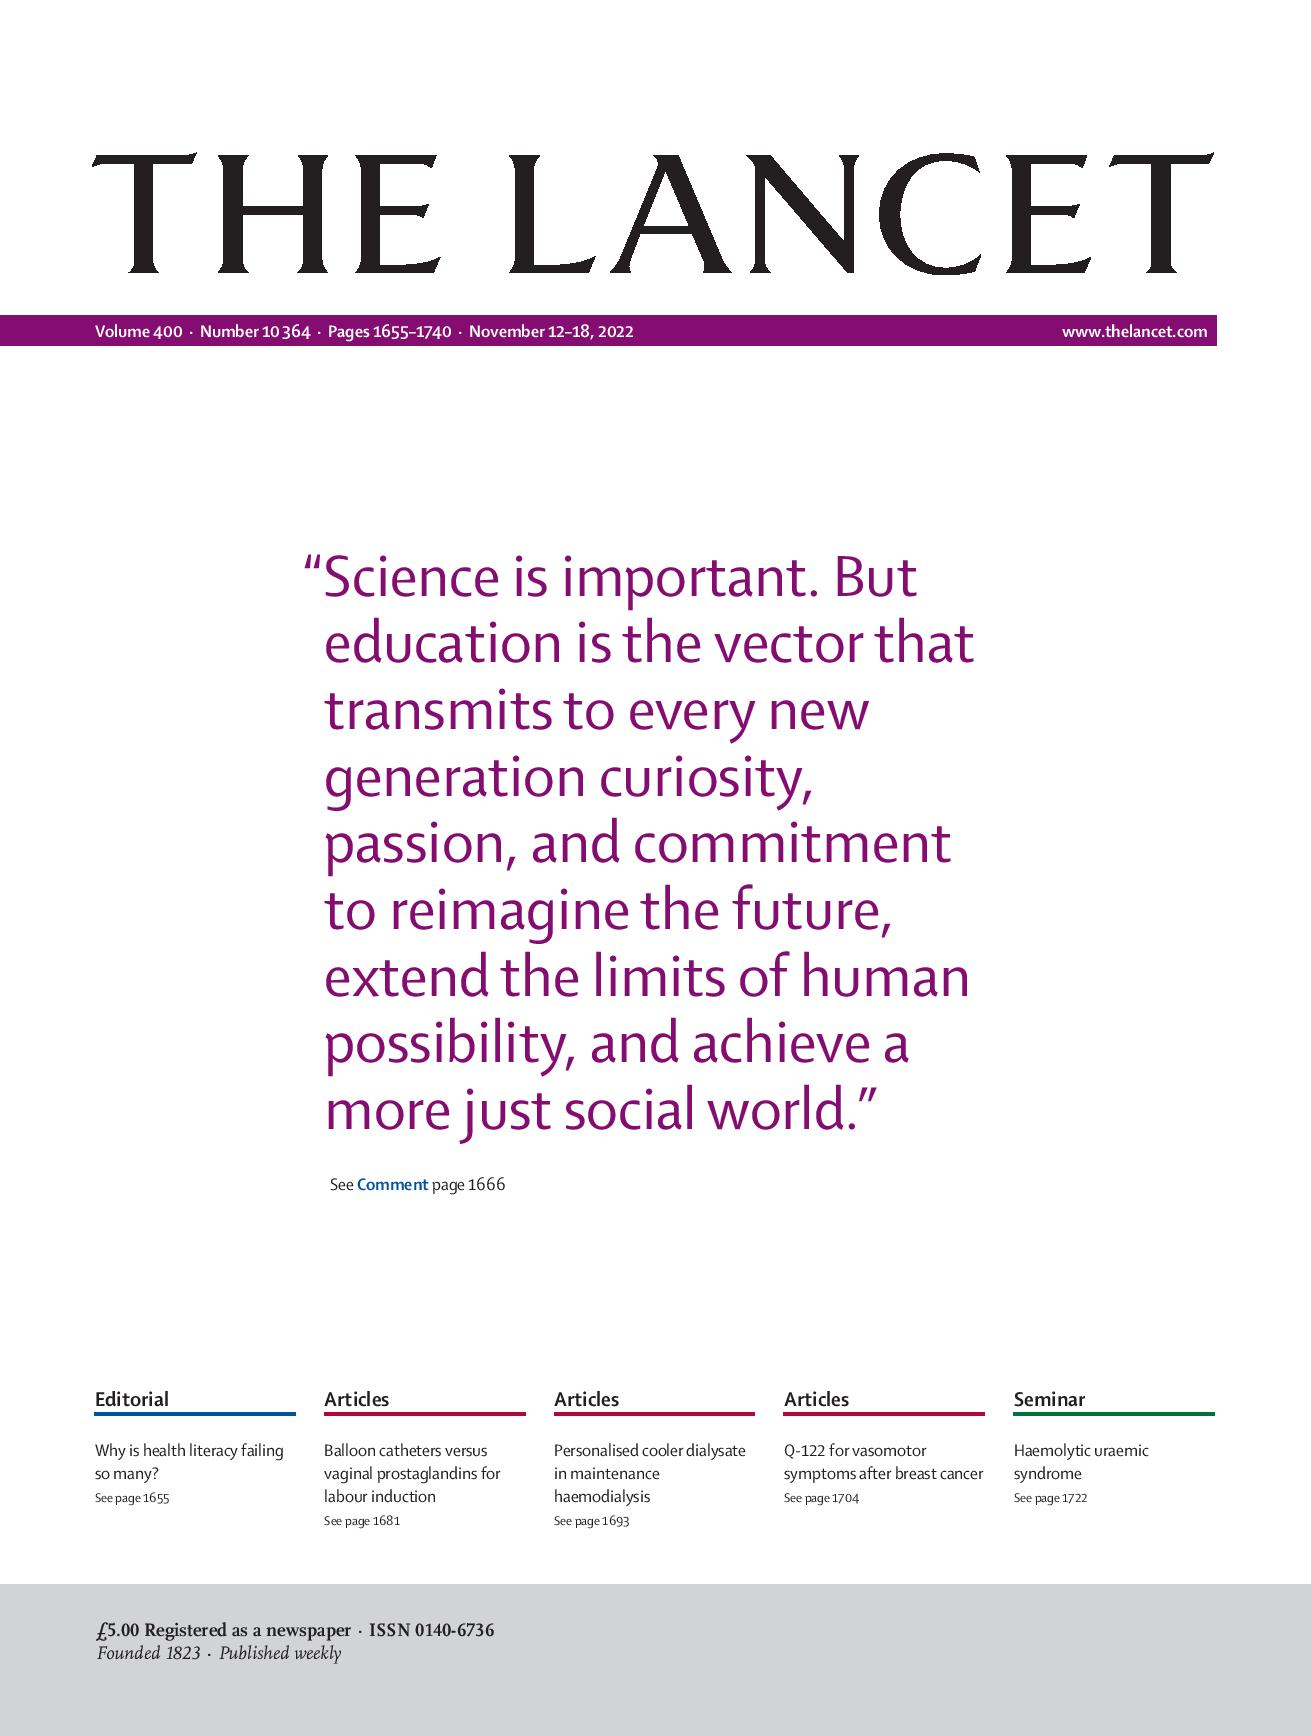 THE LANCET
Volume 400 · Number 10 364 · Pages 1655–1740 · November 12–18, 2022
www.thelancet.com
“Science is important. But
education is the vector that
transmits to every new
generation curiosity,
passion, and commitment
to reimagine the future,
extend the limits of human
possibility, and achieve a
more just social world.”
See Comment page 1666
Editorial
Why is health literacy failing
so many?
See page 1655
Articles
Balloon catheters versus
vaginal prostaglandins for
labour induction
See page 1681
Articles
Personalised cooler dialysate
in maintenance
haemodialysis
See page 1693
Articles
Q-122 for vasomotor
symptoms after breast cancer
See page 1704
Seminar
Haemolytic uraemic
syndrome
See page 1722
£5.00 Registered as a newspaper · ISSN 0140-6736
Founded 1823 · Published weekly